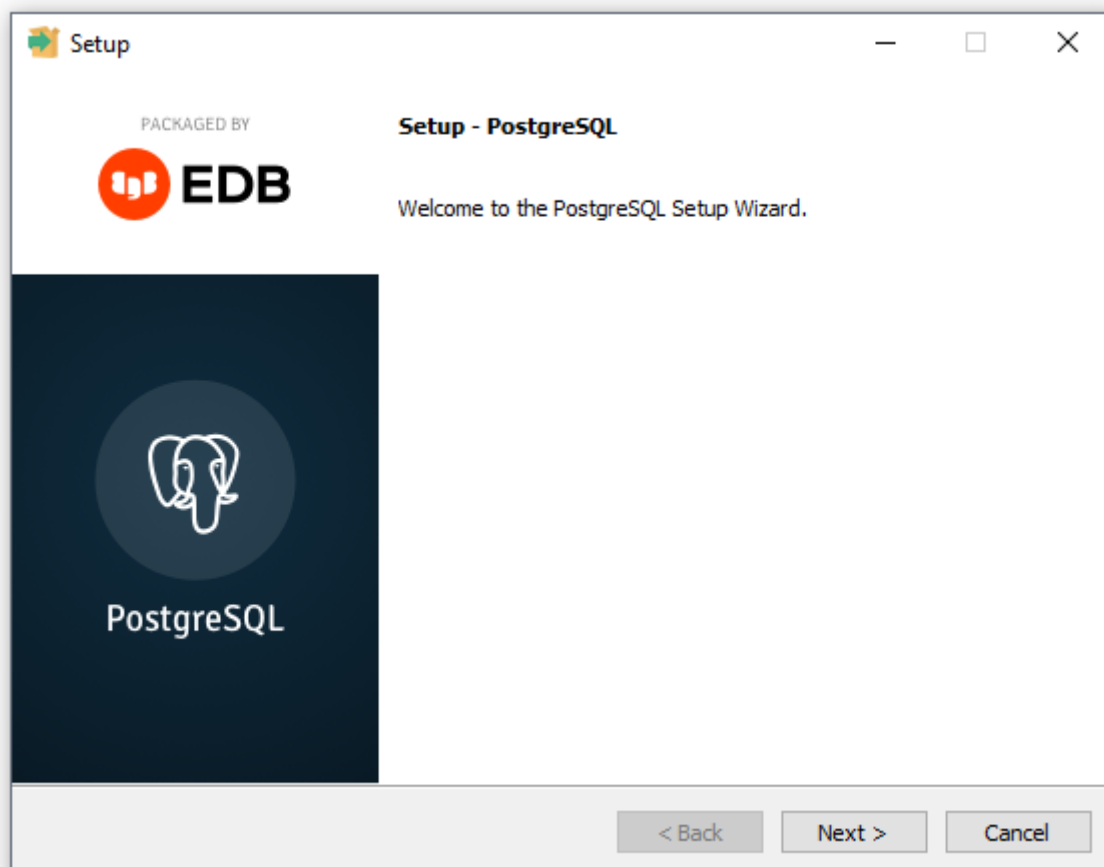 Setup
PACKAGED BY
EDB
Setup - PostgreSQL
Welcome to the PostgreSQL Setup Wizard.
PostgreSQL
< Back
Next >
Cancel